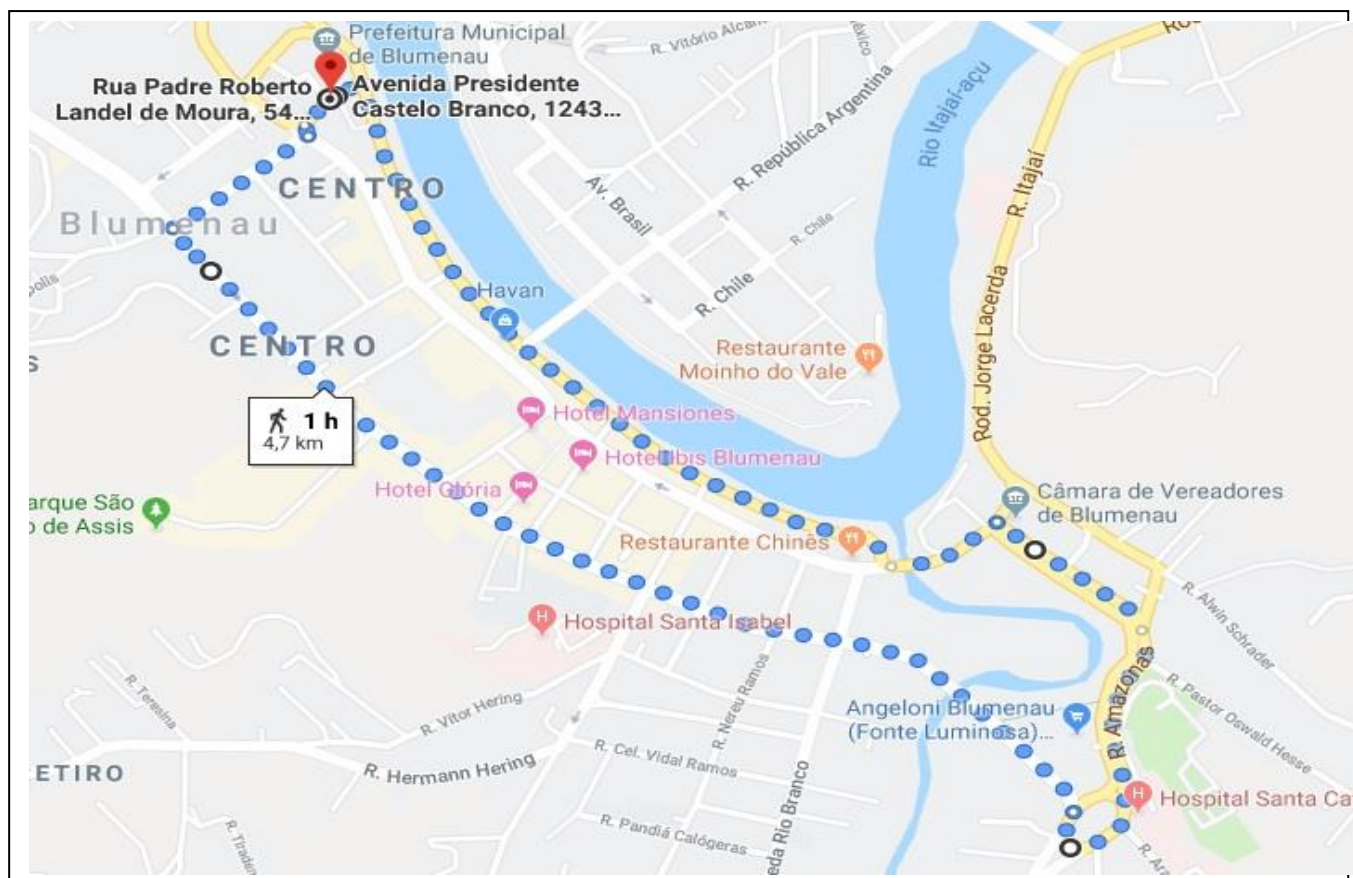 Prefeitura Municipal
de Blumenau
Rua Padre Roberto
Landel de Moura, 54...
Avenida Presidente
Castelo Branco, 1243...
R. República Argentina
Rio Itajaí-açu
R. Itajaí
CENTRO
Blumenau
Av. Brasil
R. Chile
R. Chile
Havan
CENTRO
Restaurante
Moinho do Vale
Rod. Jorge Lacerda
1 h
4,7 km
Hotel Mansiones
Hotel Ibis Blumenau
Hotel Glória
arque São
o de Assis
Câmara de Vereadores
de Blumenau
Restaurante Chinês
R. Alwin Schrader
Hospital Santa Isabel
R. Amazonas
R. Pastor Oswald Hesse
R. Teresina
R. Vitor Hering
R. Nereu Ramos
Angeloni Blumenau
(Fonte Luminosa)...
ETIRO
R. Hermann Hering
R. Cel. Vidal Ramos
Hospital Santa Ca
R. Pandiá Calógeras
eda Rio Branco
R. Tiraden
R. Ara